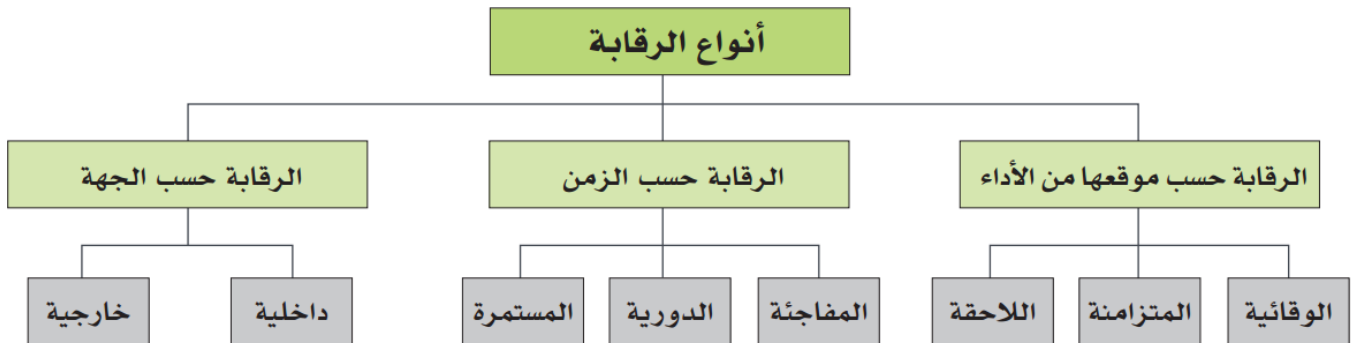 أنواع الرقابة
الرقابة حسب موقعها من الأداء
الرقابة حسب الزمن
الرقابة حسب الجهة
الوقائية
المتزامنة
اللاحقة
المفاجئة
الدورية
المستمرة
داخلية
خارجية